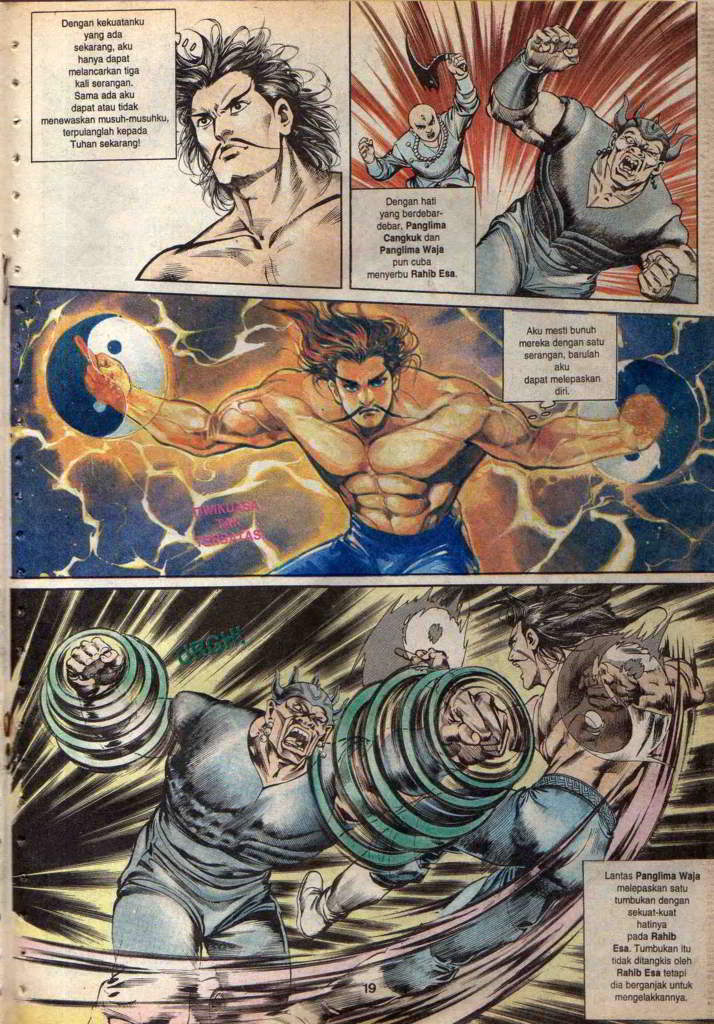 Dengan kekuatanku
yang ada
sekarang, aku
hanya dapat
melancarkan tiga
kali serangan.
Sama ada aku
dapat atau tidak
menewaskan musuh-musuhku,
terpulanglah kepada
Tuhan sekarang!
Dengan hati
yang berdebar-
debar, Panglima
Cangkuk dan
Panglima Waja
pun cuba
menyerbu Rahib Esa.
Aku mesti bunuh
mereka dengan satu
serangan, barulah
aku
dapat melepaskan
diri.
DWIKUASA
TAK
TERBATAS!
ORGH!!
Lantas Panglima Waja
melepaskan satu
tumbukan dengan
sekuat-kuat
hatinya
pada Rahib
Esa. Tumbukan itu
tidak ditangkis oleh
Rahib Esa tetapi
dia berganjak untuk
mengelakkannya.
19